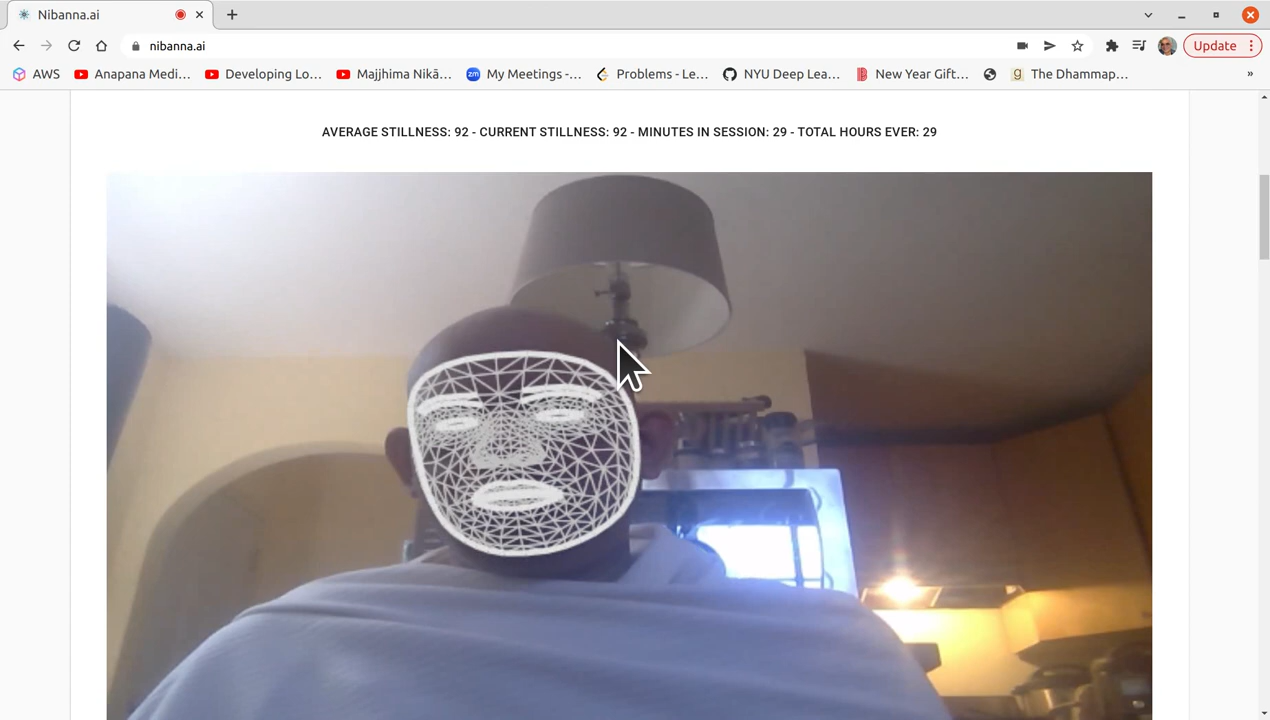 Nibanna.ai
nibanna.ai
Update
AWS
Anapana Medi...
Developing Lo...
Majjhima Nikā...
zm
My Meetings -...
Problems - Le...
NYU Deep Lea...
New Year Gift...
g
The Dhammap...
»
AVERAGE STILLNESS: 92 - CURRENT STILLNESS: 92 - MINUTES IN SESSION: 29 - TOTAL HOURS EVER: 29